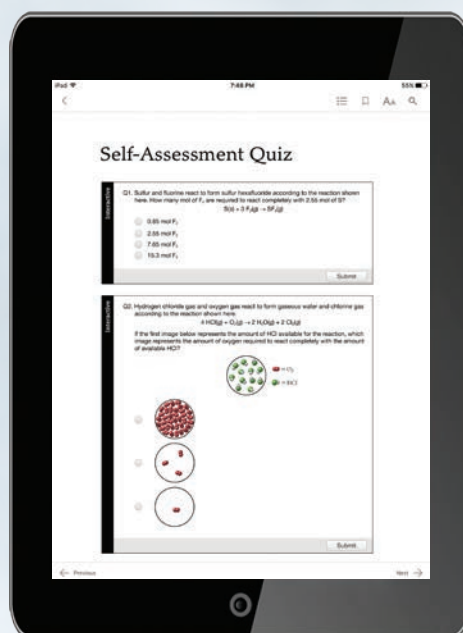 iPad
7:46 PM
55%
AA
Self-Assessment Quiz
Interactive
Q1. Sulfur and fluorine react to form sulfur hexafluoride according to the reaction shown
here. How many mol of F₂ are required to react completely with 2.55 mol of S?
S(s) + 3 F₂(g) → SF₆(g)
0.85 mol F₂
2.55 mol F₂
7.65 mol F₂
15.3 mol F₂
Submit
Interactive
Q2. Hydrogen chloride gas and oxygen gas react to form gaseous water and chlorine gas
according to the reaction shown here.
4 HCl(g) + O₂(g) → 2 H₂O(g) + 2 Cl₂(g)
If the first image below represents the amount of HCl available for the reaction, which
image represents the amount of oxygen required to react completely with the amount
of available HCl?
= O₂
= HCl
Submit
Previous
Next